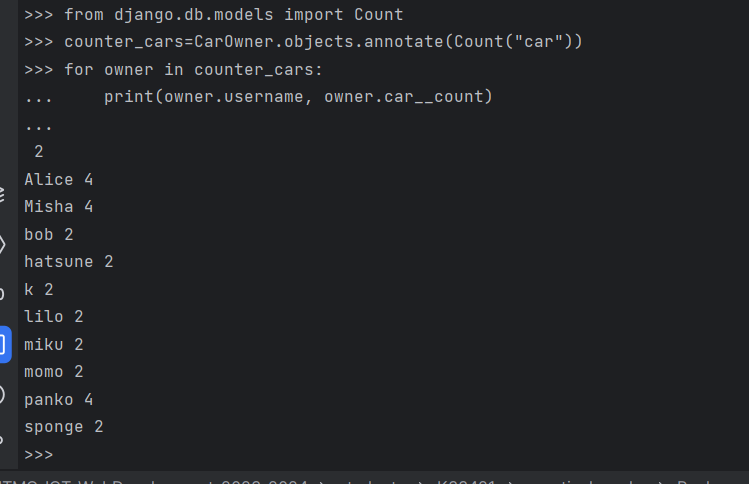 >>> from django.db.models import Count
>>> counter_cars=CarOwner.objects.annotate(Count("car"))
>>> for owner in counter_cars:
...     print(owner.username, owner.car__count)
...
 2
Alice 4
Misha 4
bob 2
hatsune 2
k 2
lilo 2
miku 2
momo 2
panko 4
sponge 2
>>>